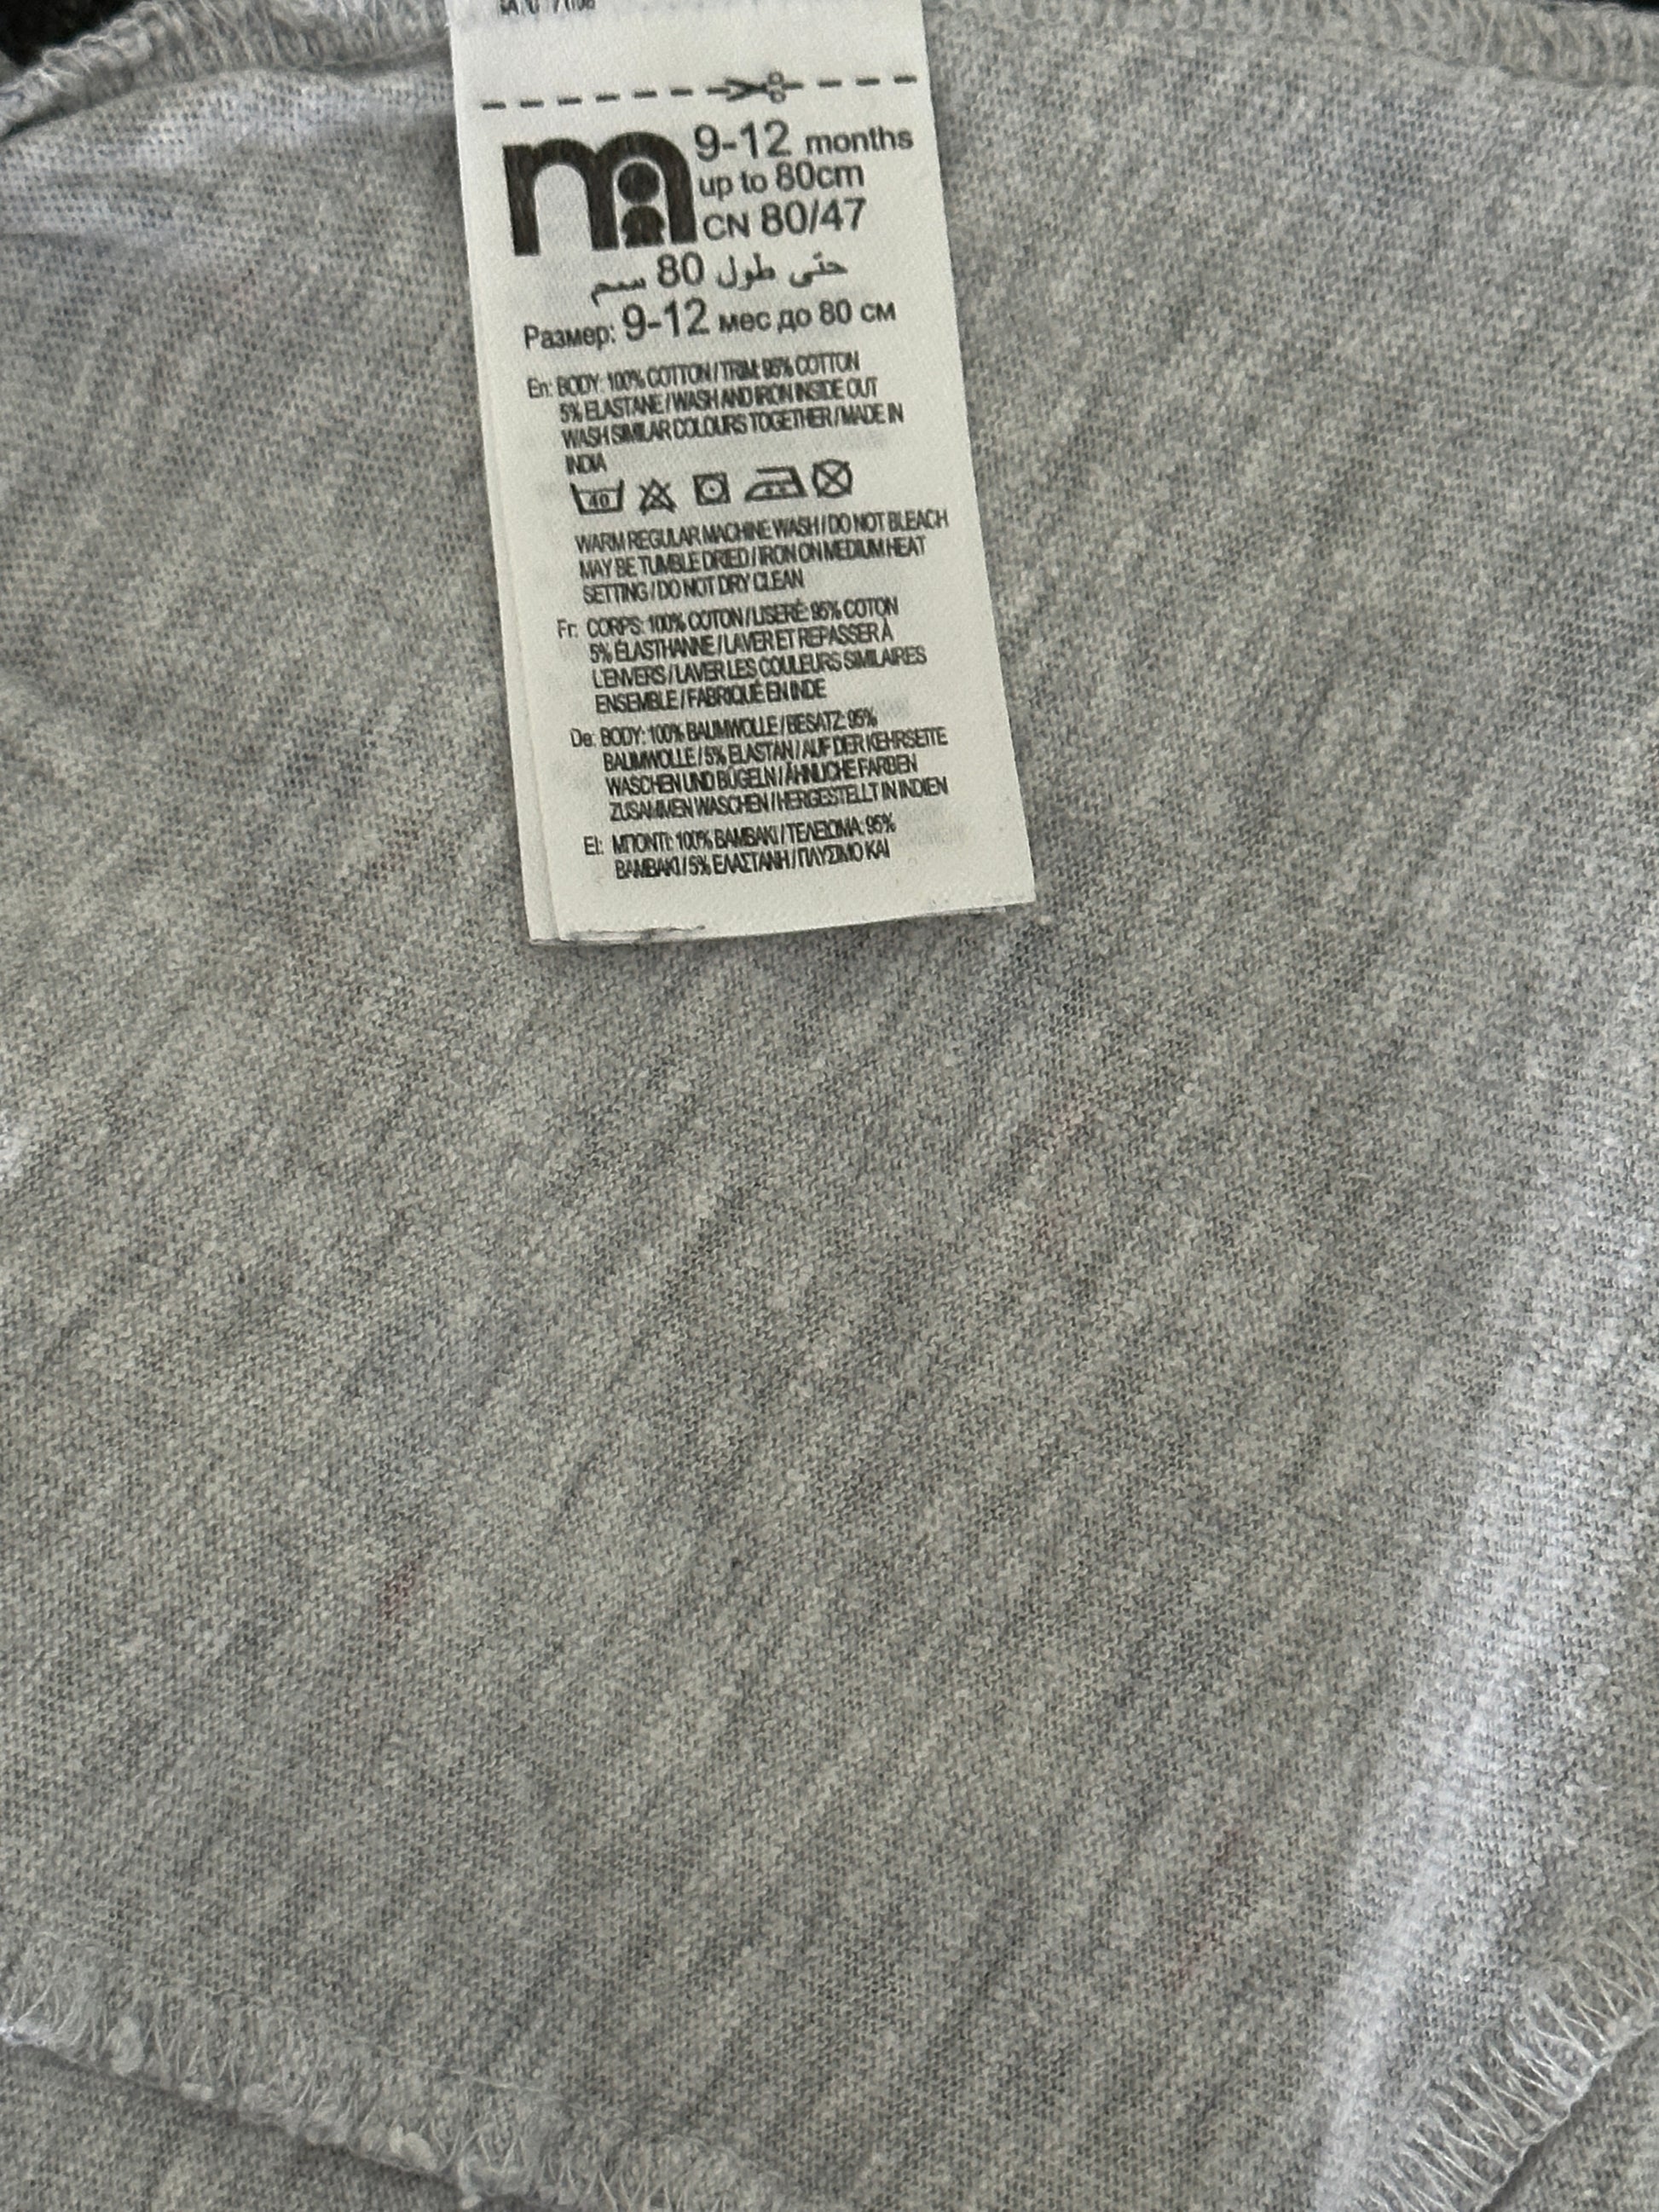 9-12 months
up to 80cm
CN 80/47
حتّى طول 80 سم
Размер: 9-12 мес до 80 см
En: BODY: 100% COTTON / TRIM: 95% COTTON
5% ELASTANE / WASH AND IRON INSIDE OUT
WASH SIMILAR COLOURS TOGETHER / MADE IN
INDIA
40
WARM REGULAR MACHINE WASH / DO NOT BLEACH
MAY BE TUMBLE DRIED / IRON ON MEDIUM HEAT
SETTING / DO NOT DRY CLEAN
Fr: CORPS: 100% COTON / LISERÉ: 95% COTON
5% ÉLASTHANNE / LAVER ET REPASSER À
L'ENVERS / LAVER LES COULEURS SIMILAIRES
ENSEMBLE / FABRIQUÉ EN INDE
De: BODY: 100% BAUMWOLLE / BESATZ: 95%
BAUMWOLLE / 5% ELASTAN / AUF DER KEHRSEITE
WASCHEN UND BÜGELN / ÄHNLICHE FARBEN
ZUSAMMEN WASCHEN / HERGESTELLT IN INDIEN
El: ΜΠΟΝΤΙ: 100% ΒΑΜΒΑΚΙ / ΤΕΛΕΙΩΜΑ: 95%
ΒΑΜΒΑΚΙ / 5% ΕΛΑΣΤΑΝΗ / ΠΛΥΣΙΜΟ ΚΑΙ